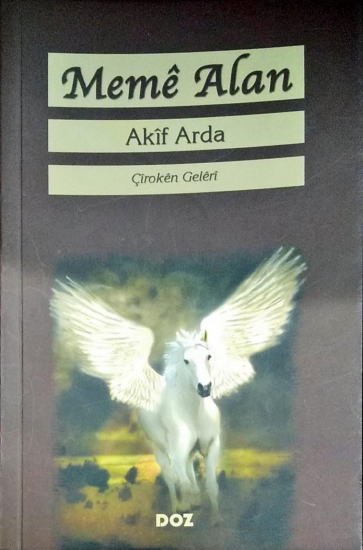 Memê Alan
Akîf Arda
Çîrokên Gelêrî
DOZ